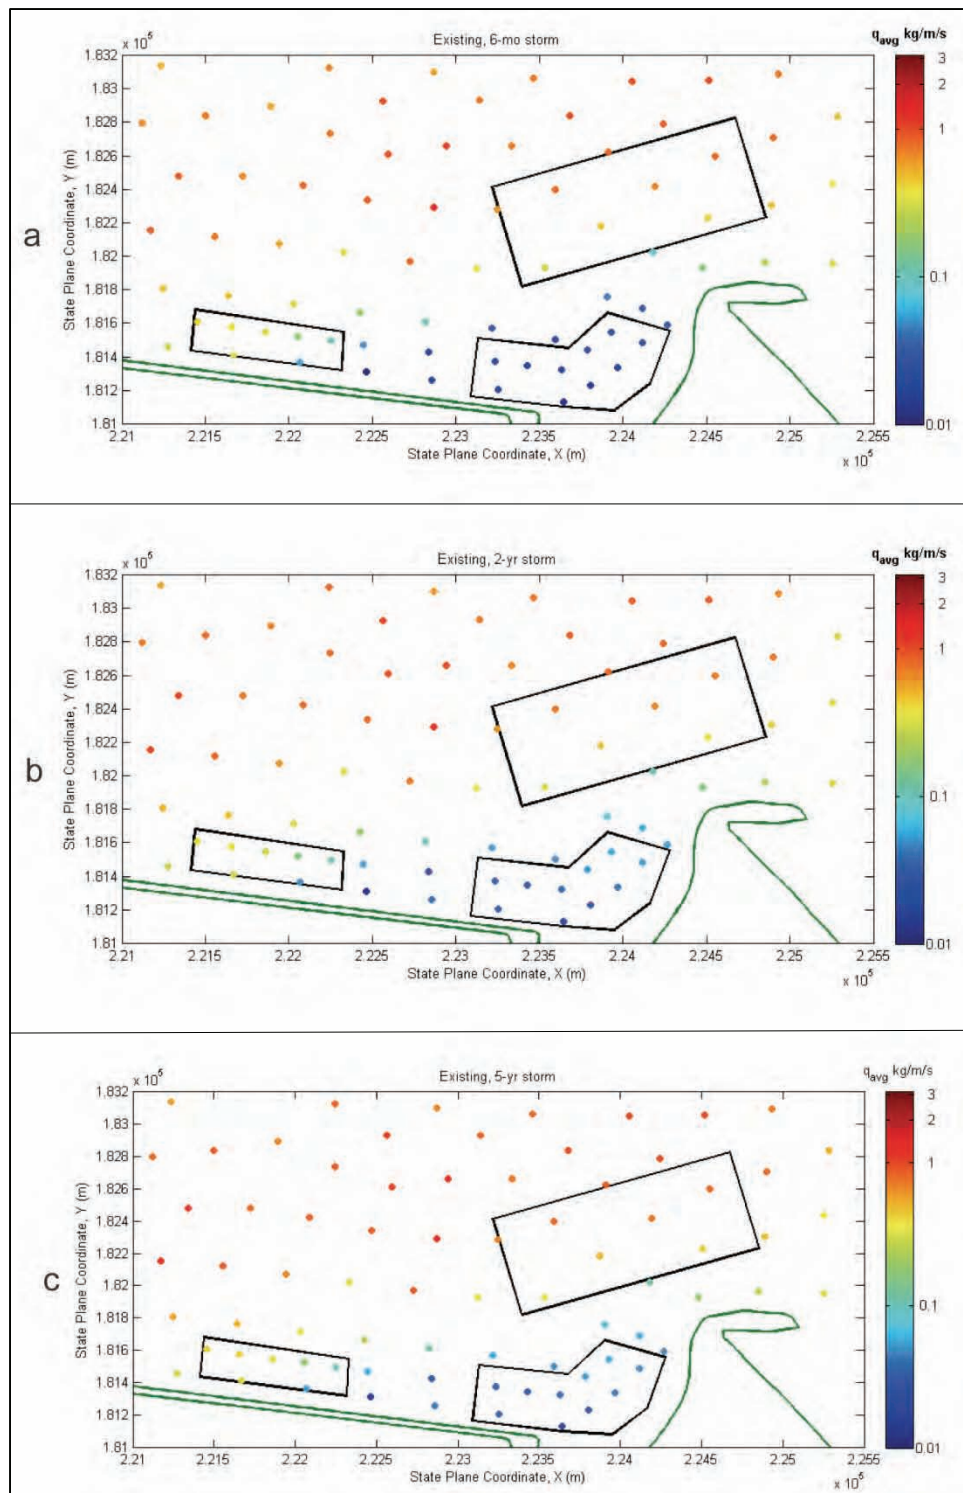 Existing, 6-mo storm
q_avg kg/m/s
x 10^5
1.832
1.83
1.828
1.826
1.824
1.822
1.82
1.818
1.816
1.814
1.812
1.81
State Plane Coordinate, Y (m)
a
2.21 2.215 2.22 2.225 2.23 2.235 2.24 2.245 2.25 2.255
State Plane Coordinate, X (m)
x 10^5
3
2
1
0.1
0.01
Existing, 2-yr storm
q_avg kg/m/s
x 10^5
1.832
1.83
1.828
1.826
1.824
1.822
1.82
1.818
1.816
1.814
1.812
1.81
State Plane Coordinate, Y (m)
b
2.21 2.215 2.22 2.225 2.23 2.235 2.24 2.245 2.25 2.255
State Plane Coordinate, X (m)
x 10^5
3
2
1
0.1
0.01
Existing, 5-yr storm
q_avg kg/m/s
x 10^5
1.832
1.83
1.828
1.826
1.824
1.822
1.82
1.818
1.816
1.814
1.812
1.81
State Plane Coordinate, Y (m)
c
2.21 2.215 2.22 2.225 2.23 2.235 2.24 2.245 2.25 2.255
State Plane Coordinate, X (m)
x 10^5
3
2
1
0.1
0.01